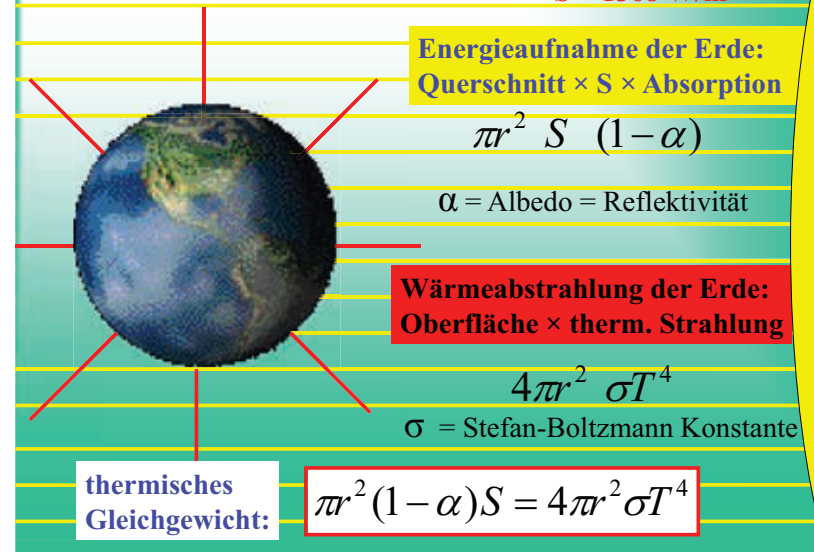 Energieaufnahme der Erde:
Querschnitt × S × Absorption
πr² S (1−α)
α = Albedo = Reflektivität
Wärmeabstrahlung der Erde:
Oberfläche × therm. Strahlung
4πr² σT⁴
σ = Stefan-Boltzmann Konstante
thermisches
Gleichgewicht:
πr²(1−α)S = 4πr²σT⁴